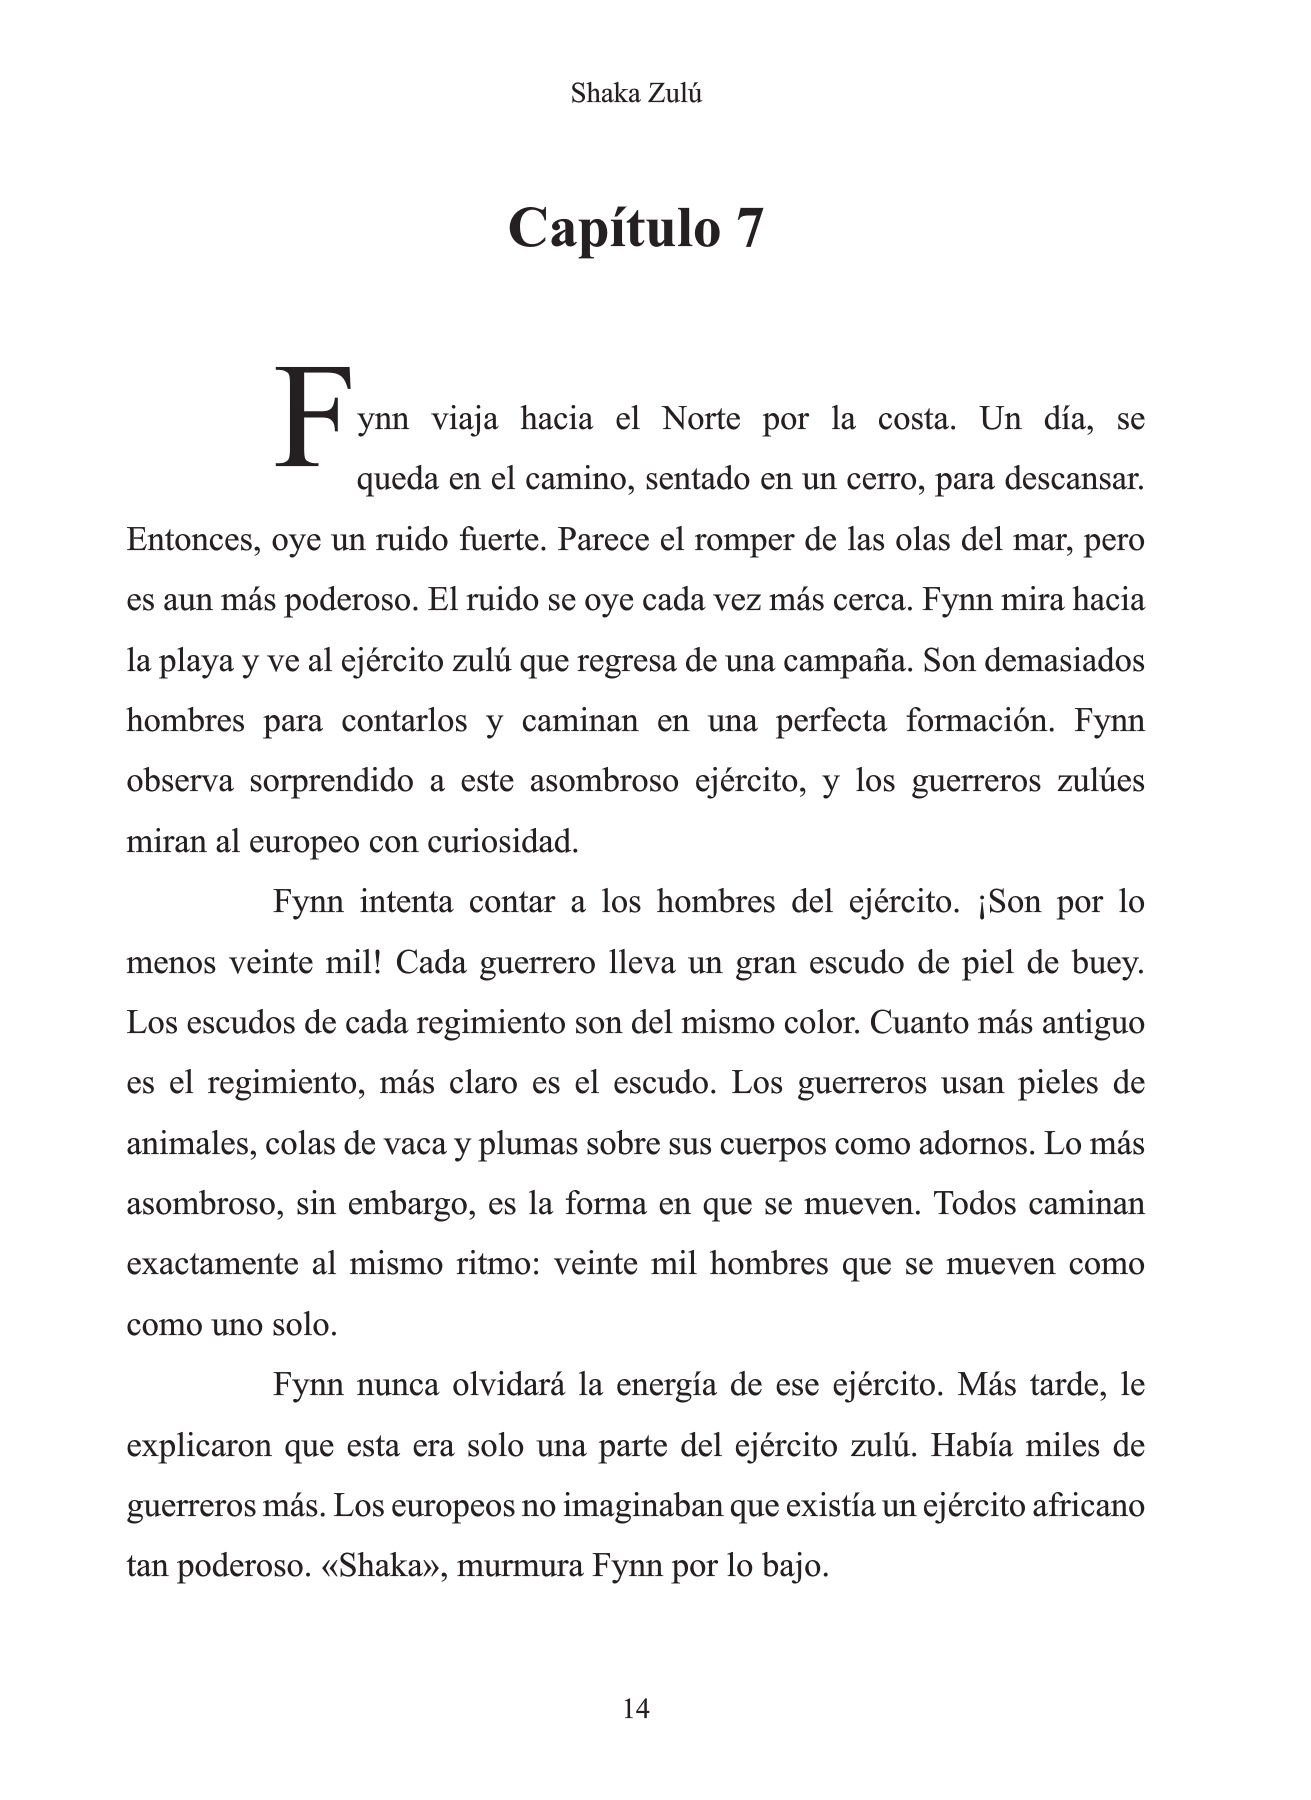 Shaka Zulú
Capítulo 7
Fynn viaja hacia el Norte por la costa. Un día, se
queda en el camino, sentado en un cerro, para descansar.
Entonces, oye un ruido fuerte. Parece el romper de las olas del mar, pero
es aun más poderoso. El ruido se oye cada vez más cerca. Fynn mira hacia
la playa y ve al ejército zulú que regresa de una campaña. Son demasiados
hombres para contarlos y caminan en una perfecta formación. Fynn
observa sorprendido a este asombroso ejército, y los guerreros zulúes
miran al europeo con curiosidad.
Fynn intenta contar a los hombres del ejército. ¡Son por lo
menos veinte mil! Cada guerrero lleva un gran escudo de piel de buey.
Los escudos de cada regimiento son del mismo color. Cuanto más antiguo
es el regimiento, más claro es el escudo. Los guerreros usan pieles de
animales, colas de vaca y plumas sobre sus cuerpos como adornos. Lo más
asombroso, sin embargo, es la forma en que se mueven. Todos caminan
exactamente al mismo ritmo: veinte mil hombres que se mueven como
como uno solo.
Fynn nunca olvidará la energía de ese ejército. Más tarde, le
explicaron que esta era solo una parte del ejército zulú. Había miles de
guerreros más. Los europeos no imaginaban que existía un ejército africano
tan poderoso. «Shaka», murmura Fynn por lo bajo.
14